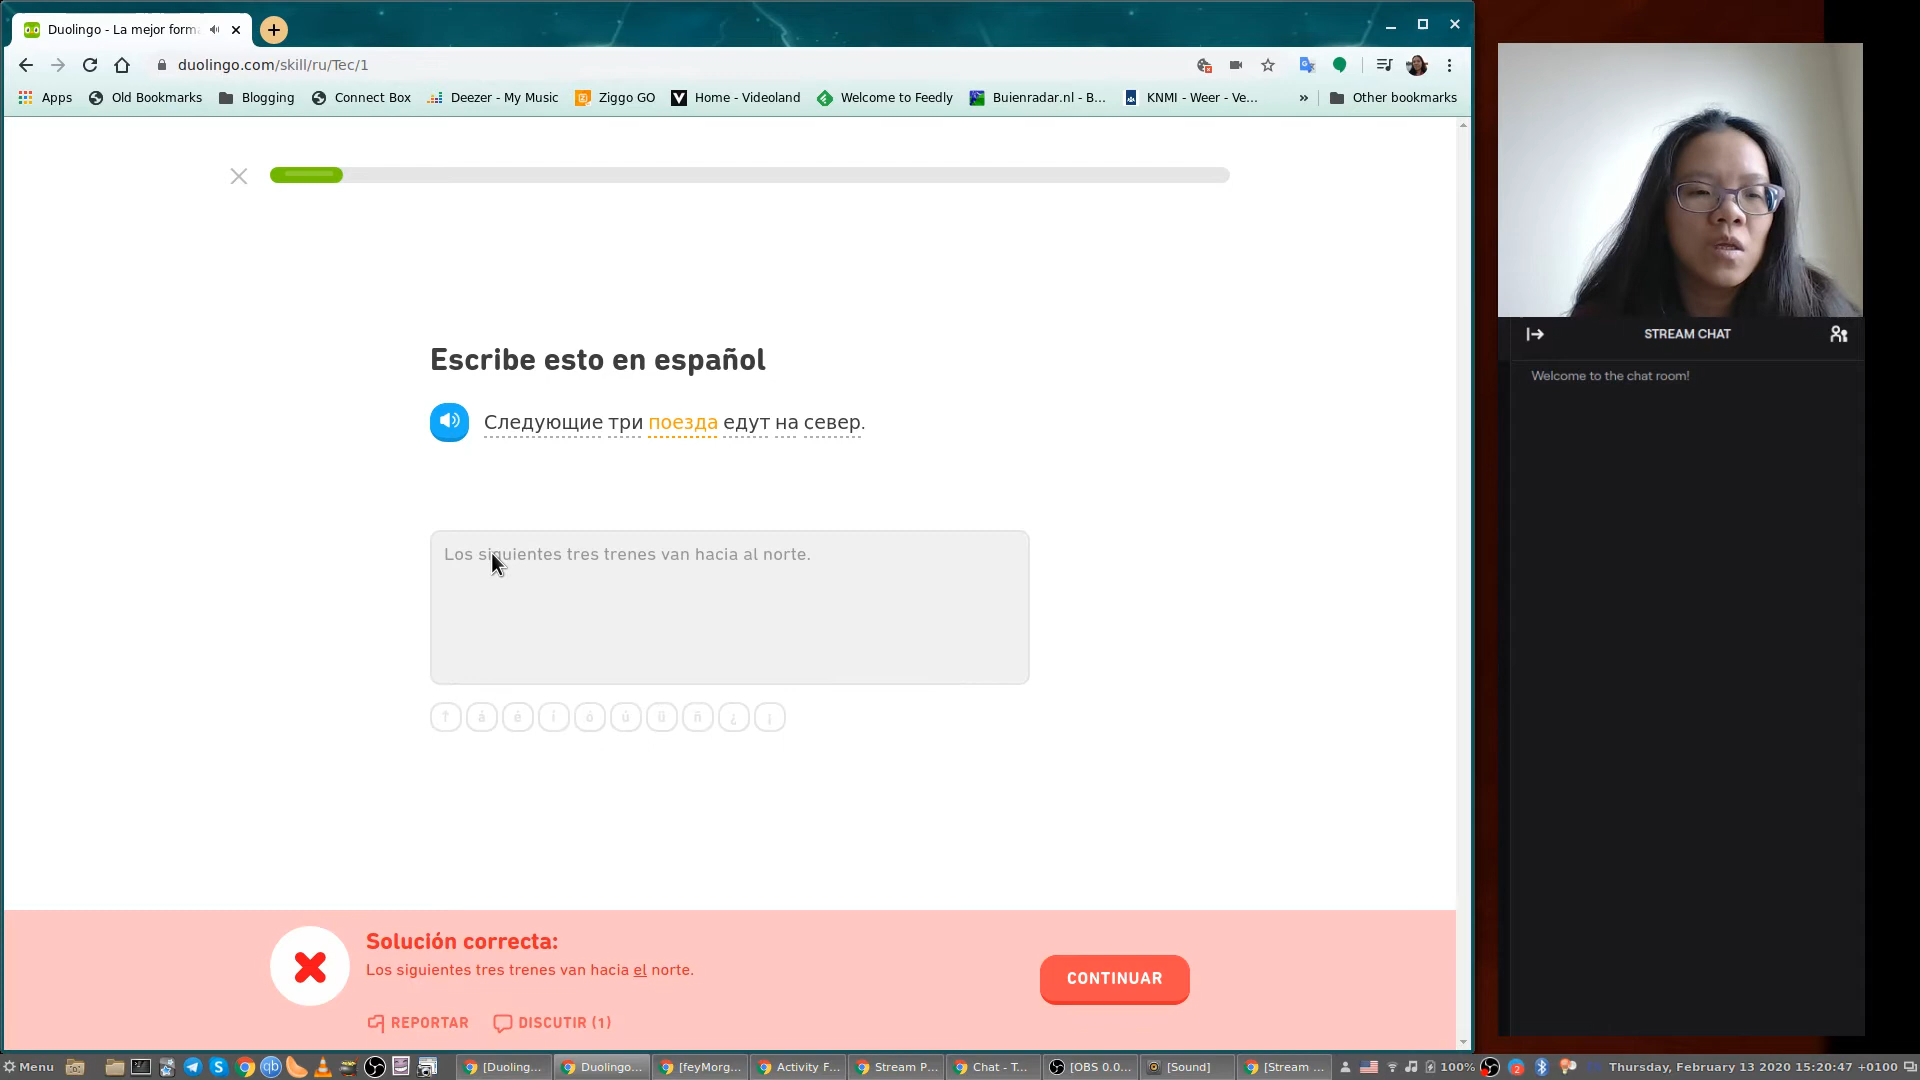 Duolingo - La mejor form
duolingo.com/skill/ru/Tec/1
Apps
Old Bookmarks
Blogging
Connect Box
Deezer - My Music
Ziggo GO
Home - Videoland
Welcome to Feedly
Buienradar.nl - B...
KNMI - Weer - Ve...
»
Other bookmarks
Escribe esto en español
Следующие три поезда едут на север.
Los siguientes tres trenes van hacia al norte.
↑ á é í ó ú ü ñ ¿ ¡
Solución correcta:
Los siguientes tres trenes van hacia el norte.
CONTINUAR
REPORTAR
DISCUTIR (1)
STREAM CHAT
Welcome to the chat room!
Menu
[Duoling...
Duolingo...
[feyMorg...
Activity F...
Stream P...
Chat - T...
[OBS 0.0...
[Sound]
[Stream ...
100%
2
Thursday, February 13 2020 15:20:47 +0100